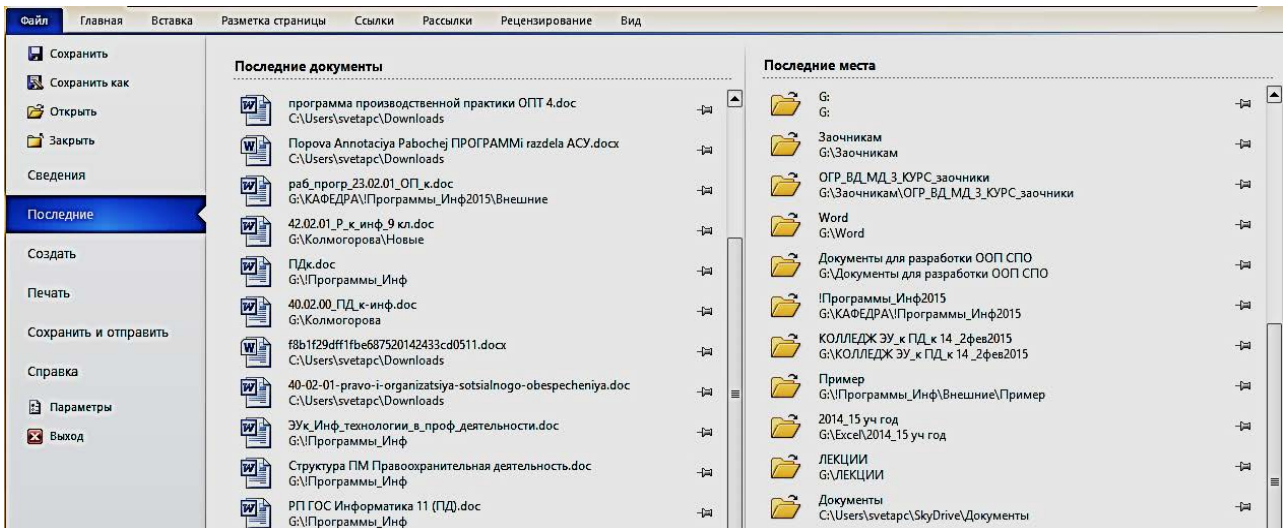 Файл Главная Вставка Разметка страницы Ссылки Рассылки Рецензирование Вид
Сохранить
Сохранить как
Открыть
Закрыть
Сведения
Последние
Создать
Печать
Сохранить и отправить
Справка
Параметры
Выход
Последние документы
программа производственной практики ОПТ 4.doc
C:\Users\svetapc\Downloads
Порова Annotaciya Pabochej ПРОГРАММi razdela АСУ.docx
C:\Users\svetapc\Downloads
раб_прогр_23.02.01_ОП_к.doc
G:\КАФЕДРА\!Программы_Инф2015\Внешние
42.02.01_Р_к_инф_9 кл.doc
G:\Колмогорова\Новые
ПДк.doc
G:\!Программы_Инф
40.02.00_ПД_к-инф.doc
G:\Колмогорова
f8b1f29dff1fbe687520142433cd0511.docx
C:\Users\svetapc\Downloads
40-02-01-pravo-i-organizatsiya-sotsialnogo-obespecheniya.doc
C:\Users\svetapc\Downloads
ЭУк_Инф_технологии_в_проф_деятельности.doc
G:\!Программы_Инф
Структура ПМ Правоохранительная деятельность.doc
G:\!Программы_Инф
РП ГОС Информатика 11 (ПД).doc
G:\!Программы_Инф
Последние места
G:
G:
Заочникам
G:\Заочникам
ОГР_ВД_МД_3_КУРС_заочники
G:\Заочникам\ОГР_ВД_МД_3_КУРС_заочники
Word
G:\Word
Документы для разработки ООП СПО
G:\Документы для разработки ООП СПО
!Программы_Инф2015
G:\КАФЕДРА\!Программы_Инф2015
КОЛЛЕДЖ ЭУ_к ПД_к 14 _2фев2015
G:\КОЛЛЕДЖ ЭУ_к ПД_к 14 _2фев2015
Пример
G:\!Программы_Инф\Внешние\Пример
2014_15 уч год
G:\Excel\2014_15 уч год
ЛЕКЦИИ
G:\ЛЕКЦИИ
Документы
C:\Users\svetapc\SkyDrive\Документы